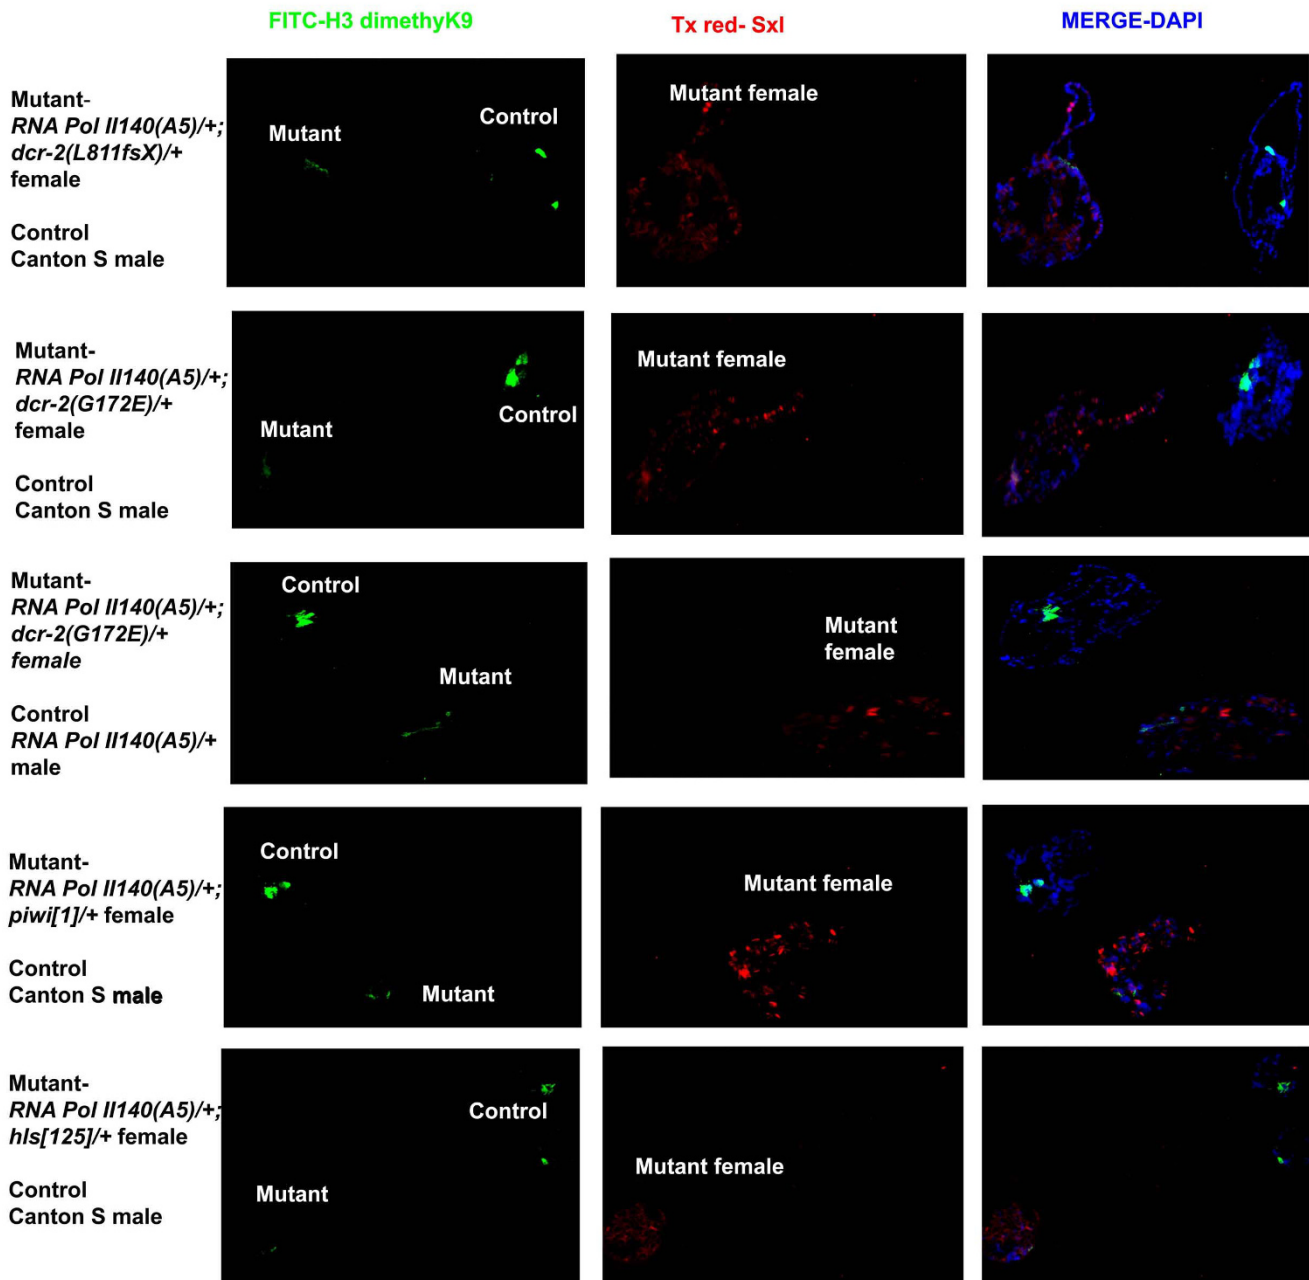 FITC-H3 dimethyK9
Tx red- Sxl
MERGE-DAPI
Mutant-
RNA Pol II140(A5)/+;
dcr-2(L811fsX)/+
female
Control
Canton S male
Mutant
Control
Mutant female
Mutant-
RNA Pol II140(A5)/+;
dcr-2(G172E)/+
female
Control
Canton S male
Mutant
Control
Mutant female
Mutant-
RNA Pol II140(A5)/+;
dcr-2(G172E)/+
female
Control
RNA Pol II140(A5)/+
male
Control
Mutant
Mutant
female
Mutant-
RNA Pol II140(A5)/+;
piwi[1]/+ female
Control
Canton S male
Control
Mutant
Mutant female
Mutant-
RNA Pol II140(A5)/+;
hls[125]/+ female
Control
Canton S male
Control
Mutant
Mutant female